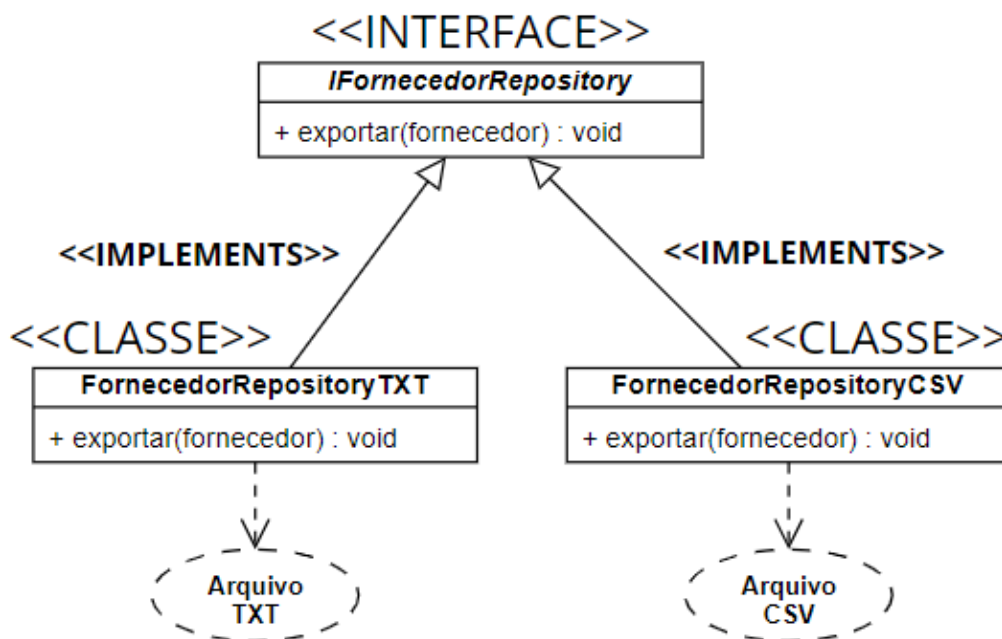 <<INTERFACE>>
IFornecedorRepository
+ exportar(fornecedor) : void
<<IMPLEMENTS>>
<<IMPLEMENTS>>
<<CLASSE>>
<<CLASSE>>
FornecedorRepositoryTXT
FornecedorRepositoryCSV
+ exportar(fornecedor) : void
+ exportar(fornecedor) : void
Arquivo
TXT
Arquivo
CSV